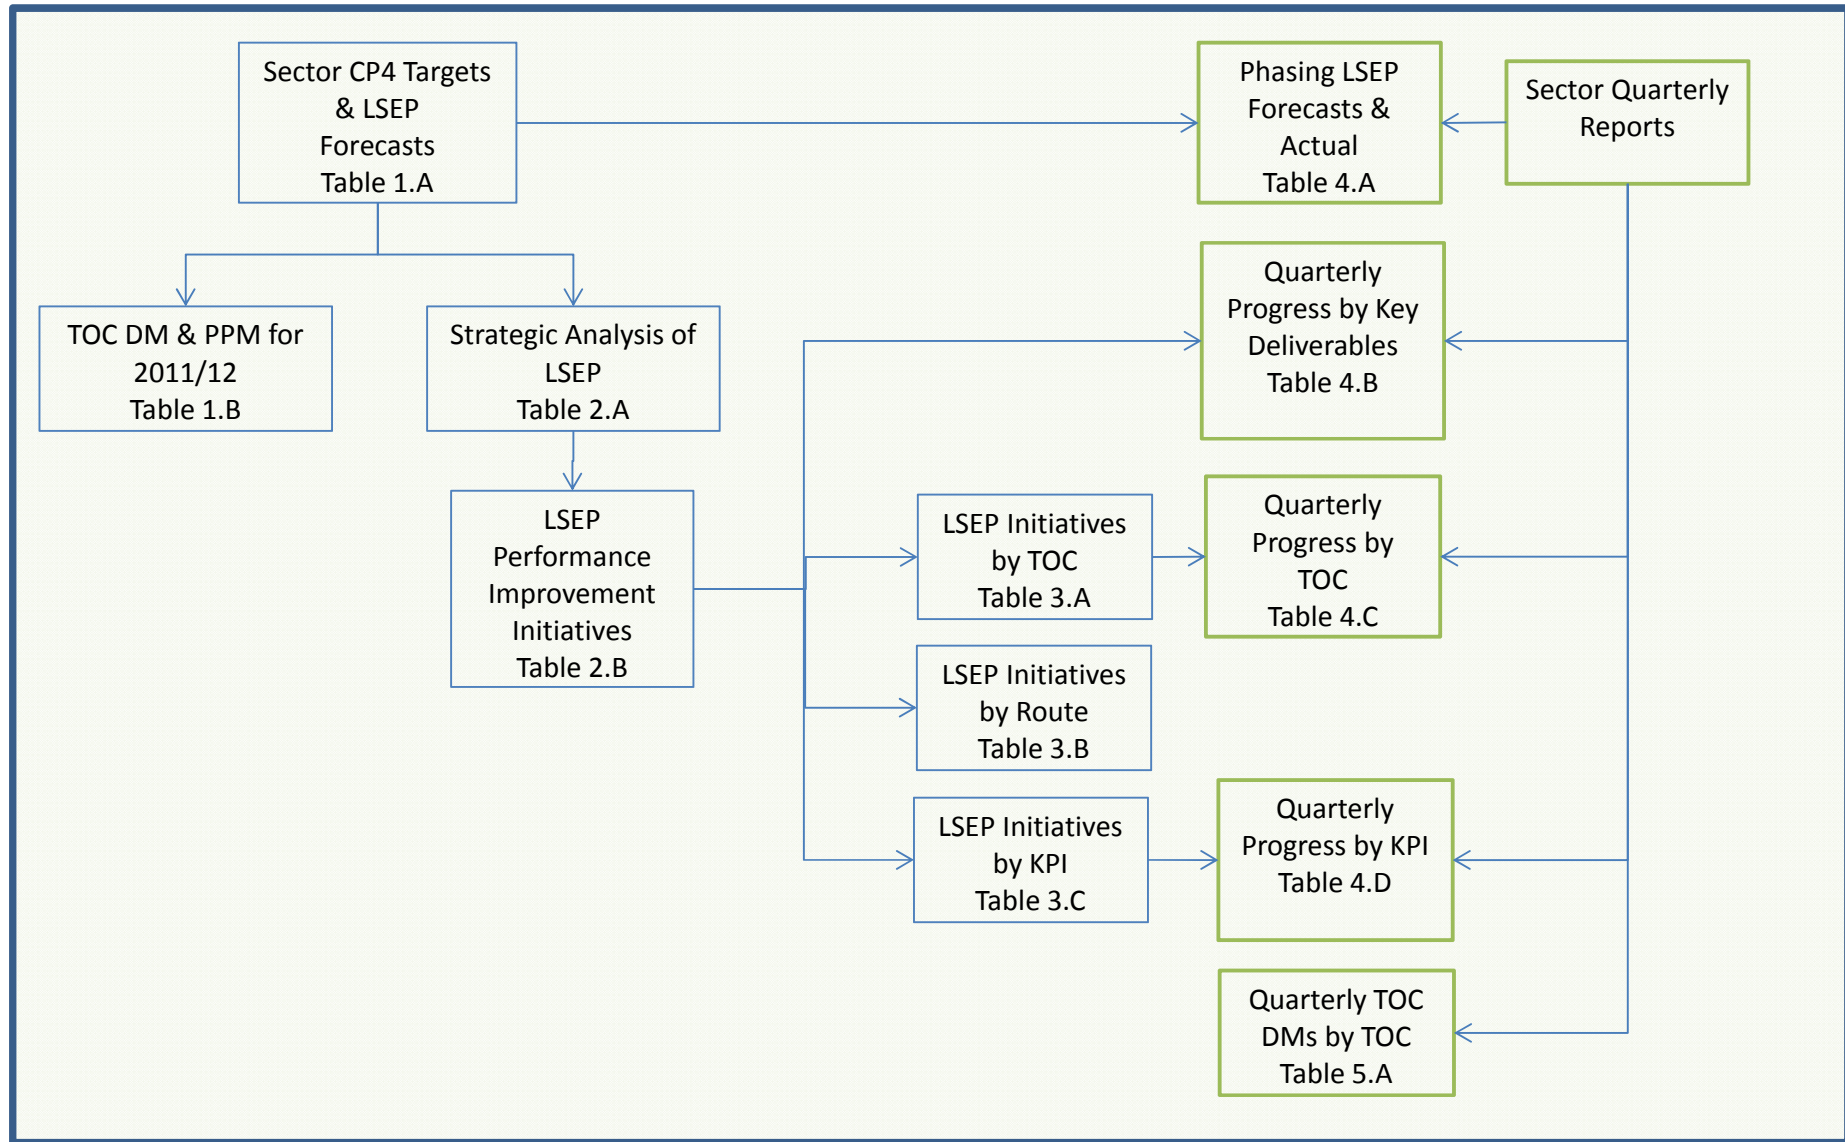 Sector CP4 Targets
& LSEP
Forecasts
Table 1.A
Phasing LSEP
Forecasts &
Actual
Table 4.A
Sector Quarterly
Reports
TOC DM & PPM for
2011/12
Table 1.B
Strategic Analysis of
LSEP
Table 2.A
Quarterly
Progress by Key
Deliverables
Table 4.B
LSEP
Performance
Improvement
Initiatives
Table 2.B
LSEP Initiatives
by TOC
Table 3.A
Quarterly
Progress by
TOC
Table 4.C
LSEP Initiatives
by Route
Table 3.B
LSEP Initiatives
by KPI
Table 3.C
Quarterly
Progress by KPI
Table 4.D
Quarterly TOC
DMs by TOC
Table 5.A